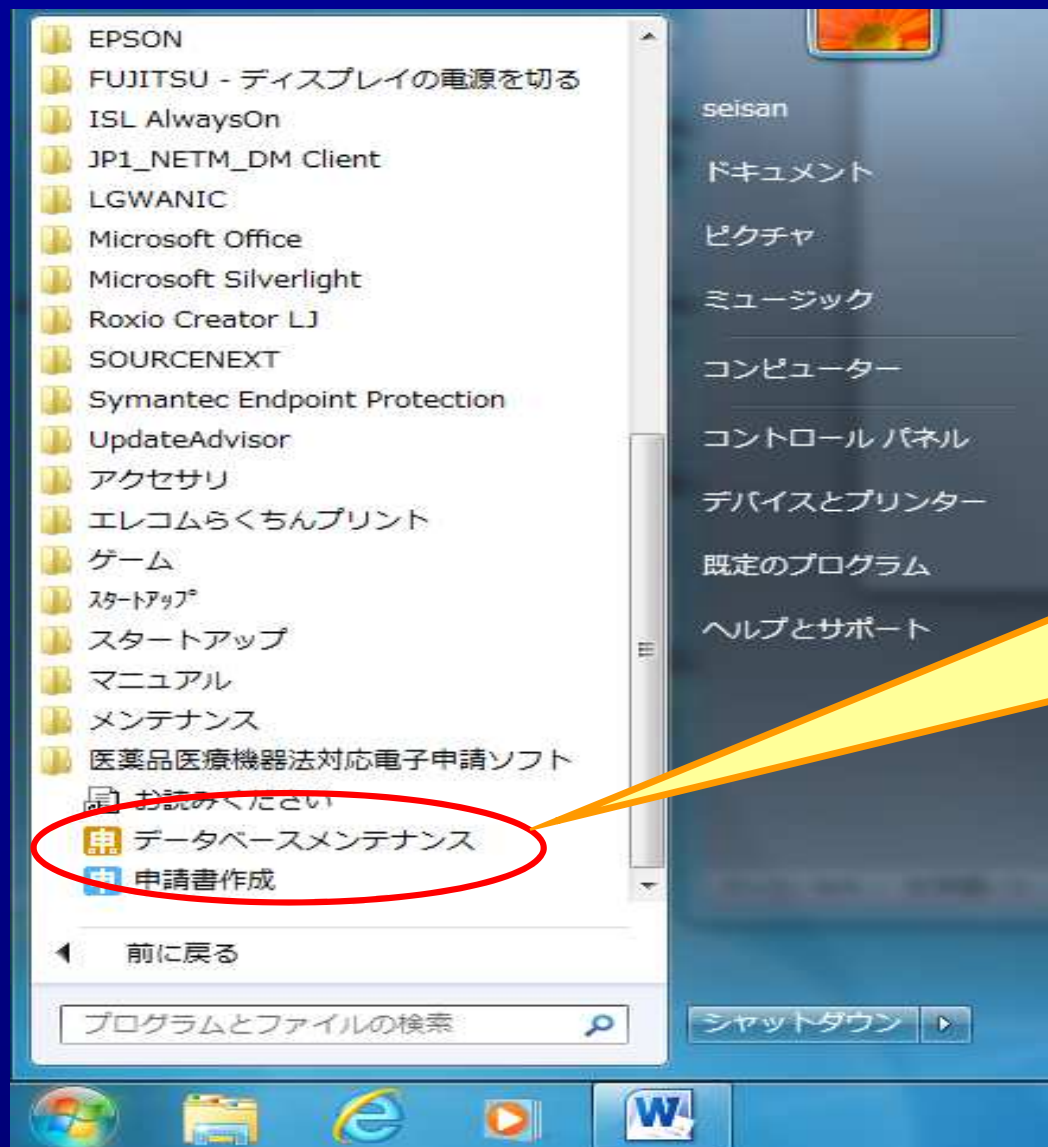 EPSON
FUJITSU - ディスプレイの電源を切る
ISL AlwaysOn
JP1_NETM_DM Client
LGWANIC
Microsoft Office
Microsoft Silverlight
Roxio Creator LJ
SOURCENEXT
Symantec Endpoint Protection
UpdateAdvisor
アクセサリ
エレコムらくちんプリント
ゲーム
ｽﾀｰﾄｱｯﾌﾟ
スタートアップ
マニュアル
メンテナンス
医薬品医療機器法対応電子申請ソフト
お読みください
データベースメンテナンス
申請書作成
前に戻る
プログラムとファイルの検索
seisan
ドキュメント
ピクチャ
ミュージック
コンピューター
コントロール パネル
デバイスとプリンター
既定のプログラム
ヘルプとサポート
シャットダウン